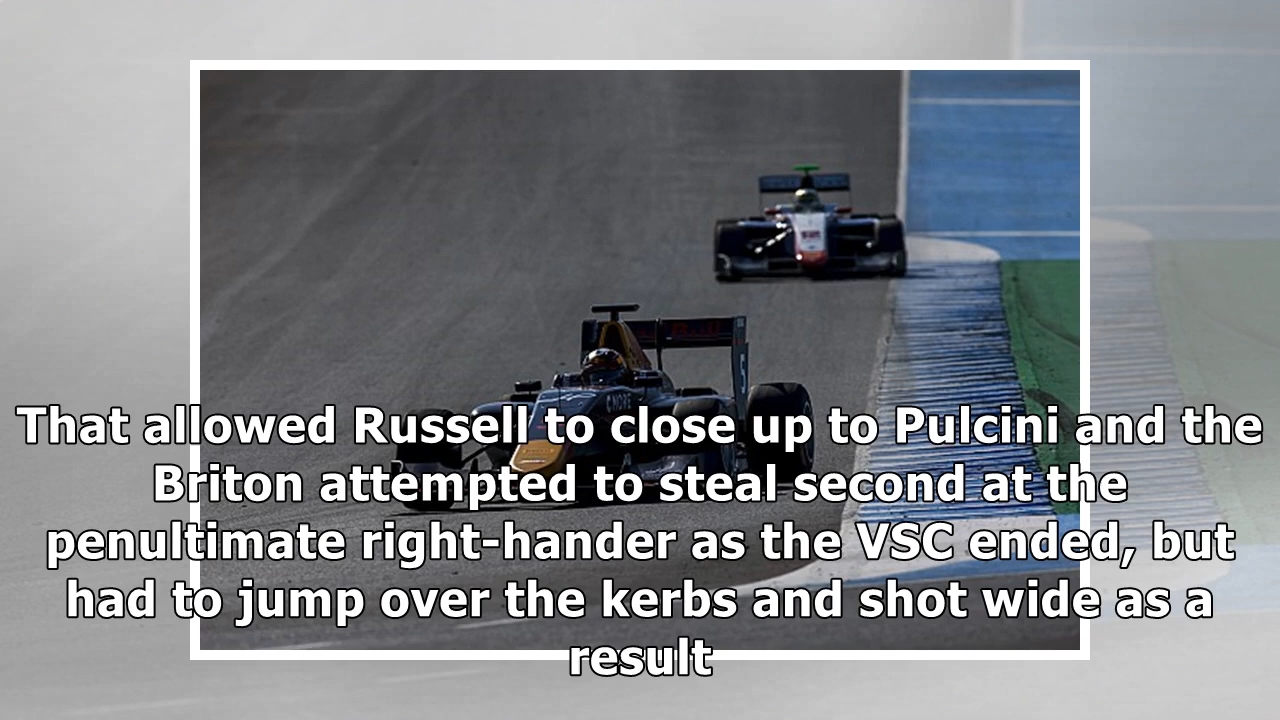 That allowed Russell to close up to Pulcini and the
Briton attempted to steal second at the
penultimate right-hander as the VSC ended, but
had to jump over the kerbs and shot wide as a
result